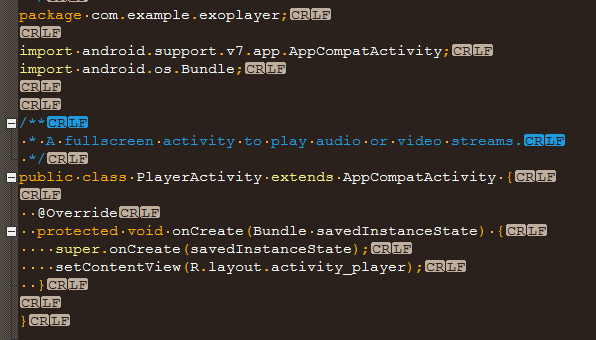 package com.example.exoplayer;CRLF
CRLF
import android.support.v7.app.AppCompatActivity;CRLF
import android.os.Bundle;CRLF
CRLF
CRLF
/**CRLF
 * A fullscreen activity to play audio or video streams.CRLF
 */CRLF
public class PlayerActivity extends AppCompatActivity {CRLF
CRLF
  @OverrideCRLF
  protected void onCreate(Bundle savedInstanceState) {CRLF
    super.onCreate(savedInstanceState);CRLF
    setContentView(R.layout.activity_player);CRLF
  }CRLF
CRLF
}CRLF